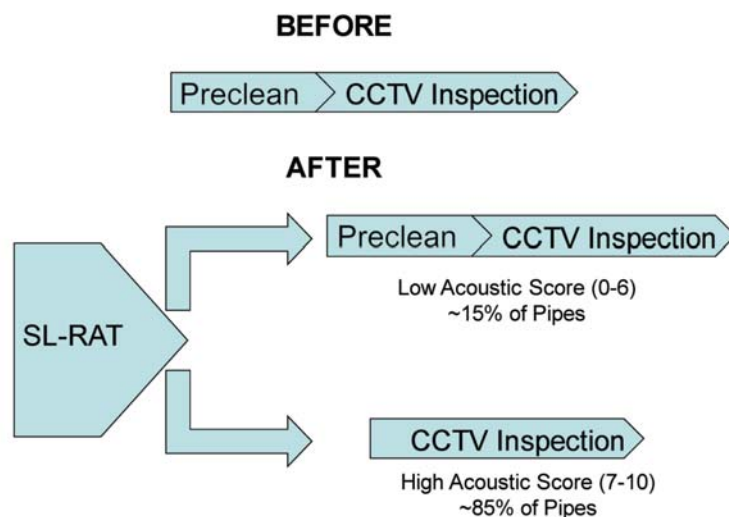 BEFORE
Preclean CCTV Inspection
AFTER
Preclean CCTV Inspection
Low Acoustic Score (0-6)
~15% of Pipes
SL-RAT
CCTV Inspection
High Acoustic Score (7-10)
~85% of Pipes